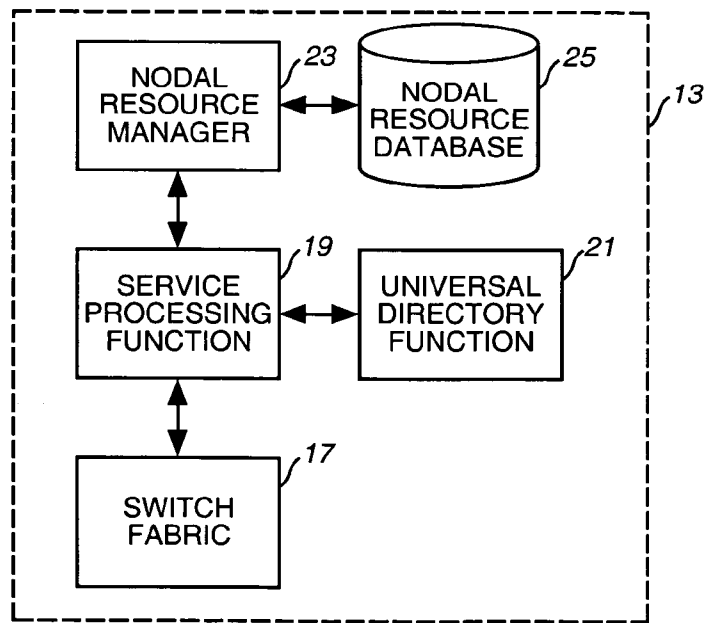 23
NODAL
RESOURCE
MANAGER
25
NODAL
RESOURCE
DATABASE
13
19
SERVICE
PROCESSING
FUNCTION
21
UNIVERSAL
DIRECTORY
FUNCTION
17
SWITCH
FABRIC